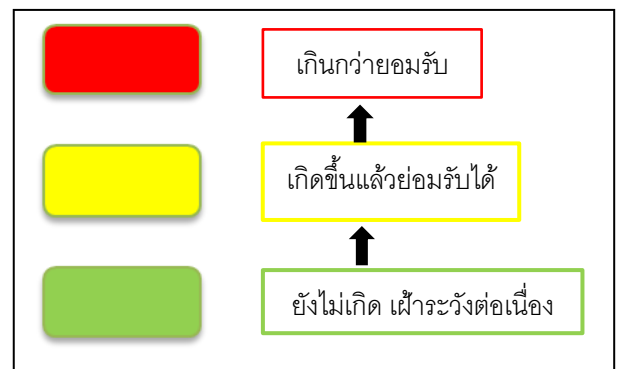 เกินกว่ายอมรับ
เกิดขึ้นแล้วย่อมรับได้
ยังไม่เกิด เฝ้าระวังต่อเนื่อง